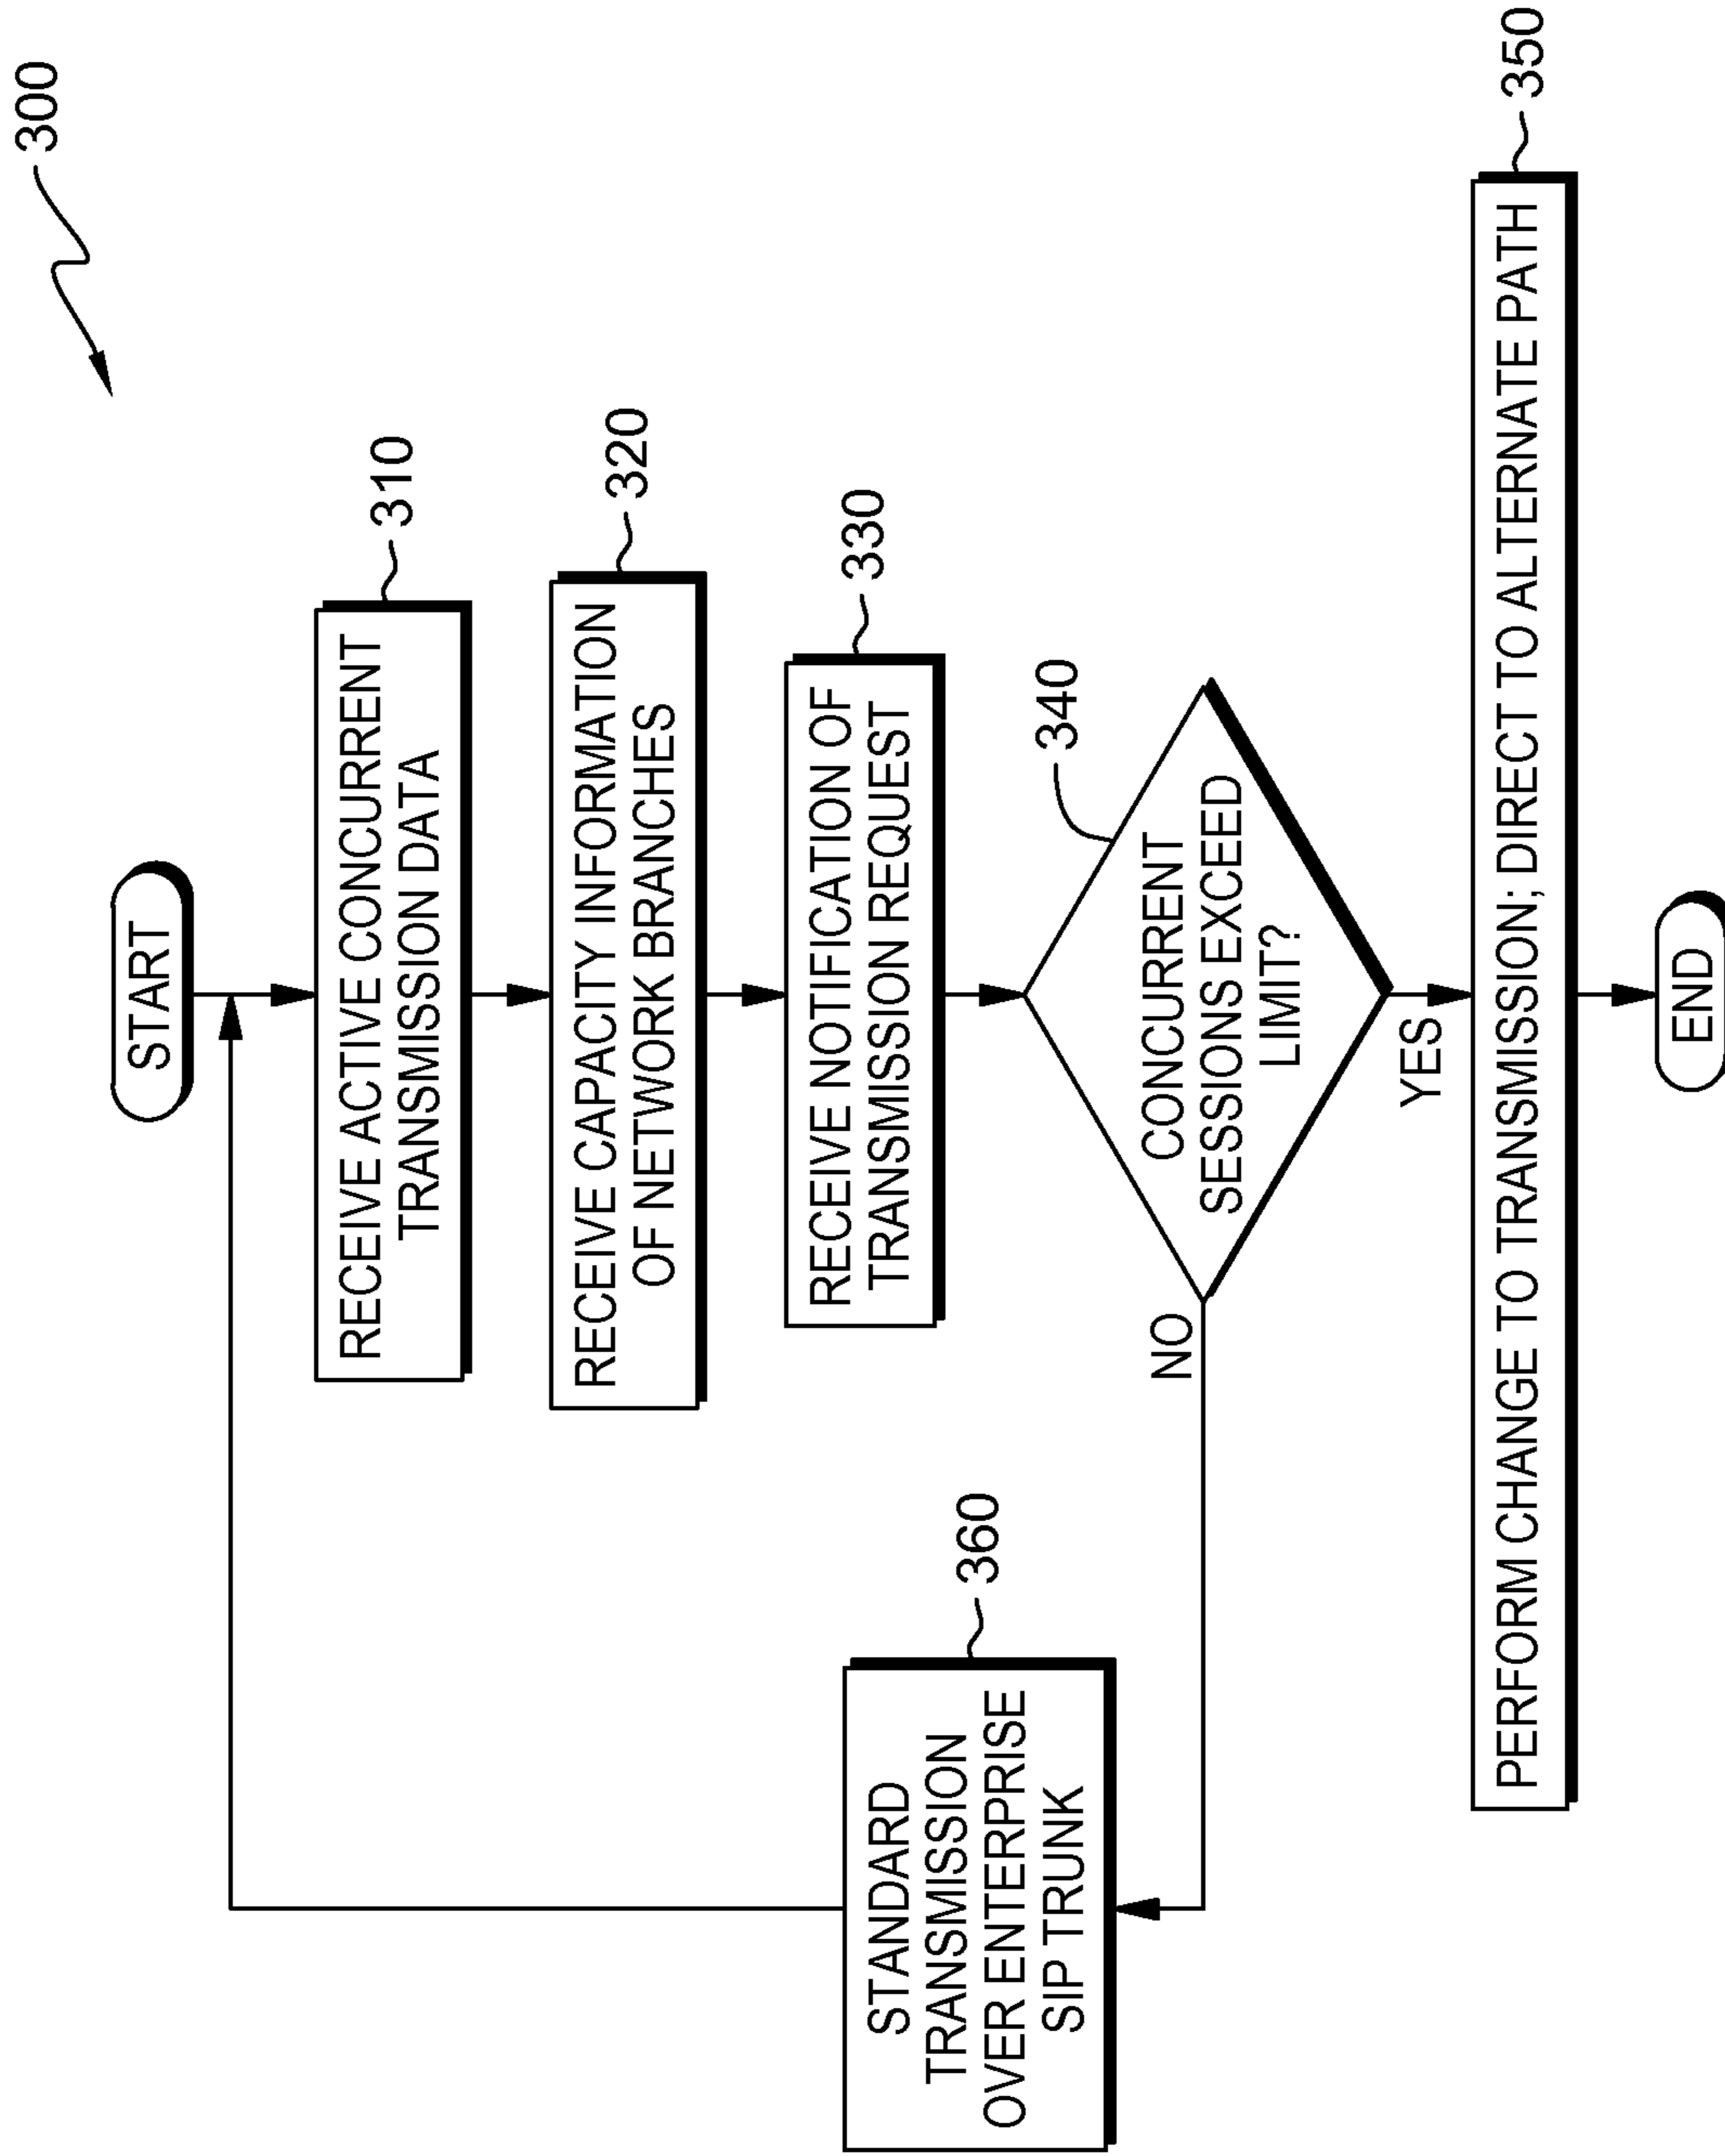 300
START
RECEIVE ACTIVE CONCURRENT
TRANSMISSION DATA
310
RECEIVE CAPACITY INFORMATION
OF NETWORK BRANCHES
320
RECEIVE NOTIFICATION OF
TRANSMISSION REQUEST
330
CONCURRENT
SESSIONS EXCEED
LIMIT?
340
NO
STANDARD
TRANSMISSION
OVER ENTERPRISE
SIP TRUNK
360
YES
PERFORM CHANGE TO TRANSMISSION; DIRECT TO ALTERNATE PATH
350
END